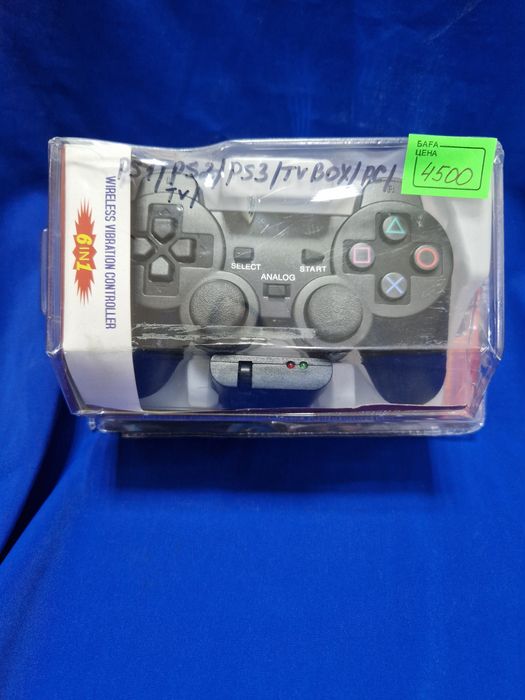 БАҒА
ЦЕНА
4500
PS1/PS2/PS3/TV BOX/PC/
TV/
SELECT
START
ANALOG
WIRELESS VIBRATION CONTROLLER
6 IN 1